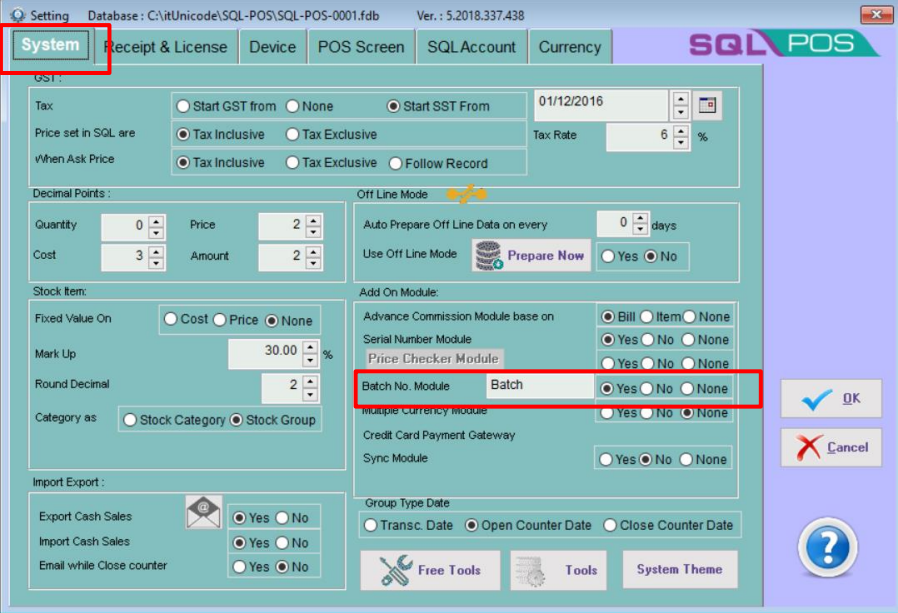 Setting Database : C:\itUnicode\SQL-POS\SQL-POS-0001.fdb Ver. : 5.2018.337.438
System Receipt & License Device POS Screen SQL Account Currency SQL POS
GST :
Tax Start GST from None Start SST From 01/12/2016
Price set in SQL are Tax Inclusive Tax Exclusive Tax Rate 6 %
When Ask Price Tax Inclusive Tax Exclusive Follow Record
Decimal Points :
Quantity 0 Price 2
Cost 3 Amount 2
Off Line Mode
Auto Prepare Off Line Data on every 0 days
Use Off Line Mode Prepare Now Yes No
Stock Item:
Fixed Value On Cost Price None
Mark Up 30.00 %
Round Decimal 2
Category as Stock Category Stock Group
Add On Module:
Advance Commission Module base on Bill Item None
Serial Number Module Yes No None
Price Checker Module Yes No None
Batch No. Module Batch Yes No None
Multiple Currency Module Yes No None
Credit Card Payment Gateway
Sync Module Yes No None
Import Export :
Export Cash Sales @ Yes No
Import Cash Sales Yes No
Email while Close counter Yes No
Group Type Date
Transc. Date Open Counter Date Close Counter Date
Free Tools Tools System Theme
OK
Cancel
?